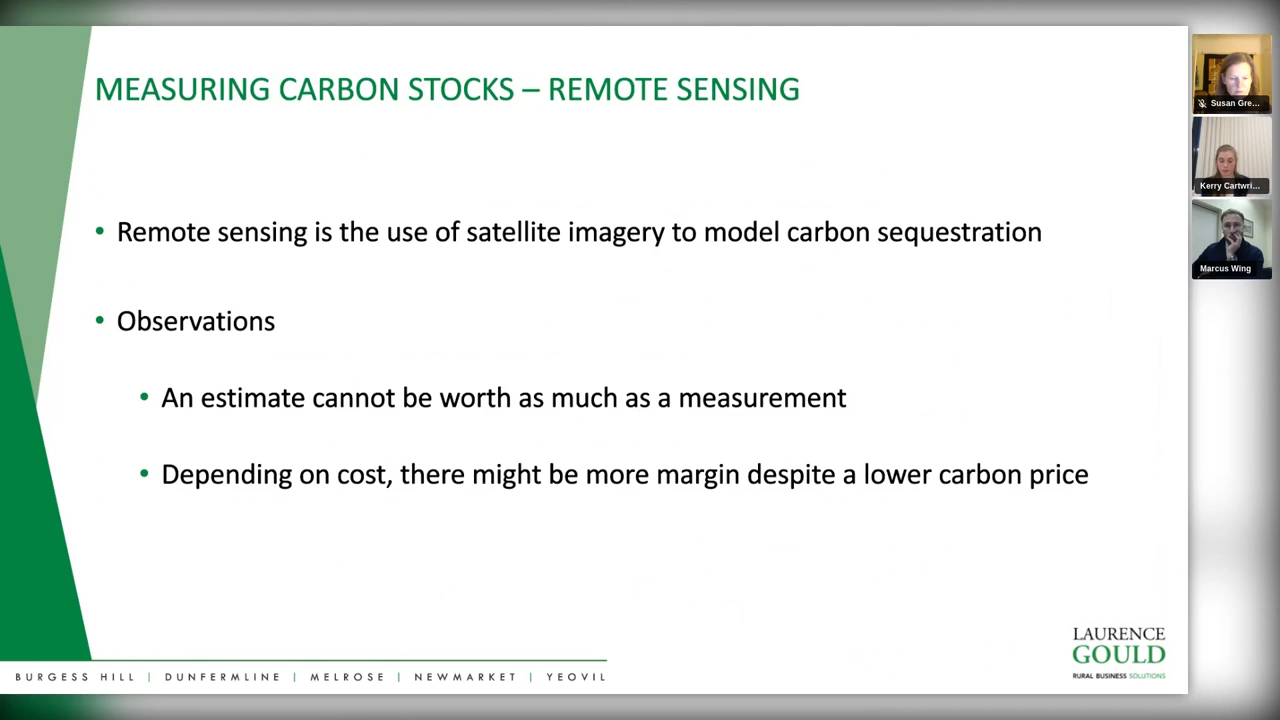 MEASURING CARBON STOCKS – REMOTE SENSING
• Remote sensing is the use of satellite imagery to model carbon sequestration
• Observations
• An estimate cannot be worth as much as a measurement
• Depending on cost, there might be more margin despite a lower carbon price
LAURENCE
GOULD
RURAL BUSINESS SOLUTIONS
BURGESS HILL | DUNFERMLINE | MELROSE | NEWMARKET | YEOVIL
Susan Gre...
Kerry Cartwri...
Marcus Wing